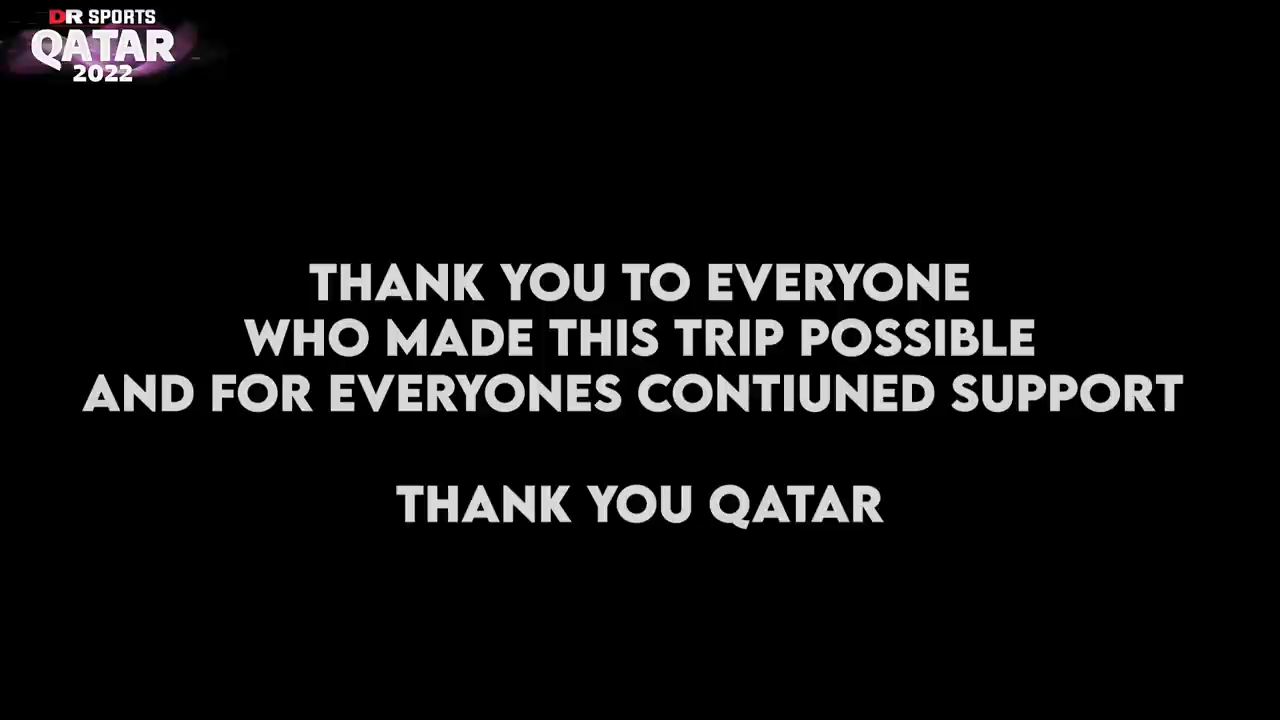 DR SPORTS
QATAR
2022
THANK YOU TO EVERYONE
WHO MADE THIS TRIP POSSIBLE
AND FOR EVERYONES CONTIUNED SUPPORT
THANK YOU QATAR